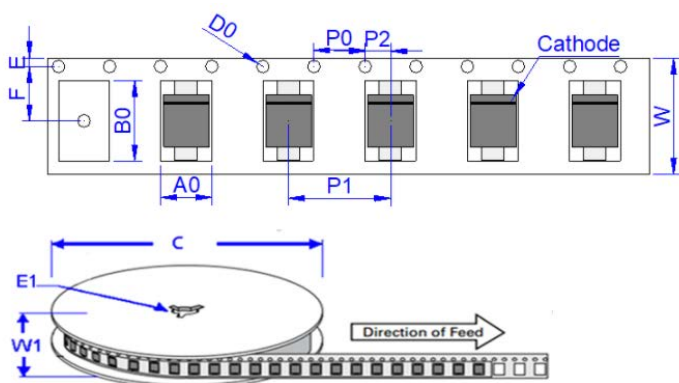 D0
P0
P2
Cathode
E
F
B0
W
A0
P1
C
E1
W1
Direction of Feed